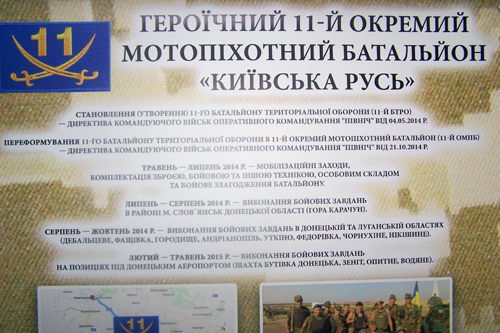 11
ГЕРОЇЧНИЙ 11-Й ОКРЕМИЙ
МОТОПІХОТНИЙ БАТАЛЬЙОН
«КИЇВСЬКА РУСЬ»
СТАНОВЛЕННЯ (УТВОРЕННЯ) 11-ГО БАТАЛЬЙОНУ ТЕРИТОРІАЛЬНОЇ ОБОРОНИ (11-Й БТРО)
— ДИРЕКТИВА КОМАНДУЮЧОГО ВІЙСЬК ОПЕРАТИВНОГО КОМАНДУВАННЯ "ПІВНІЧ" ВІД 04.05.2014 Р.
ПЕРЕФОРМУВАННЯ 11-ГО БАТАЛЬЙОНУ ТЕРИТОРІАЛЬНОЇ ОБОРОНИ В 11-Й ОКРЕМИЙ МОТОПІХОТНИЙ БАТАЛЬЙОН (11-Й ОМПБ)
— ДИРЕКТИВА КОМАНДУЮЧОГО ВІЙСЬК ОПЕРАТИВНОГО КОМАНДУВАННЯ "ПІВНІЧ" ВІД 21.10.2014 Р.
ТРАВЕНЬ — ЛИПЕНЬ 2014 Р. — МОБІЛІЗАЦІЙНІ ЗАХОДИ,
КОМПЛЕКТАЦІЯ ЗБРОЄЮ, БОЙОВОЮ ТА ІНШОЮ ТЕХНІКОЮ, ОСОБОВИМ СКЛАДОМ
ТА БОЙОВЕ ЗЛАГОДЖЕННЯ БАТАЛЬЙОНУ.
ЛИПЕНЬ — СЕРПЕНЬ 2014 Р. — ВИКОНАННЯ БОЙОВИХ ЗАВДАНЬ
В РАЙОНІ М. СЛОВ`ЯНСЬК ДОНЕЦЬКОЇ ОБЛАСТІ (ГОРА КАРАЧУН).
СЕРПЕНЬ — ЖОВТЕНЬ 2014 Р. — ВИКОНАННЯ БОЙОВИХ ЗАВДАНЬ В ДОНЕЦЬКІЙ ТА ЛУГАНСЬКІЙ ОБЛАСТЯХ
(ДЕБАЛЬЦЕВЕ, ФАЩІВКА, ГОРОДИЩЕ, АНДРІАНОПІЛЬ, УТКІНО, ФЕДОРІВКА, ЧОРНУХІНЕ, НІКІШИНЕ).
ЛЮТИЙ — ТРАВЕНЬ 2015 Р. — ВИКОНАННЯ БОЙОВИХ ЗАВДАНЬ
НА ПОЗИЦІЯХ ПІД ДОНЕЦЬКИМ АЕРОПОРТОМ (ШАХТА БУТІВКА ДОНЕЦЬКА, ЗЕНІТ, ОПИТНЕ, ВОДЯНЕ).
11